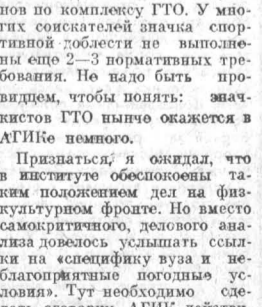 нов по комплексу ГТО. У мно-
гих соискателей значка спор-
тивной доблести не выполне-
ны еще 2—3 нормативных тре-
бования. Не надо быть про-
видцем, чтобы понять: знач-
кистов ГТО нынче окажется в
АГИКе немного.
Признаться, я ожидал, что
в институте обеспокоены та-
ким положением дел на физ-
культурном фронте. Но вместо
самокритичного, делового ана-
лиза довелось услышать ссыл-
ки на «специфику вуза и не-
благоприятные погодные ус-
ловия». Тут необходимо сде-